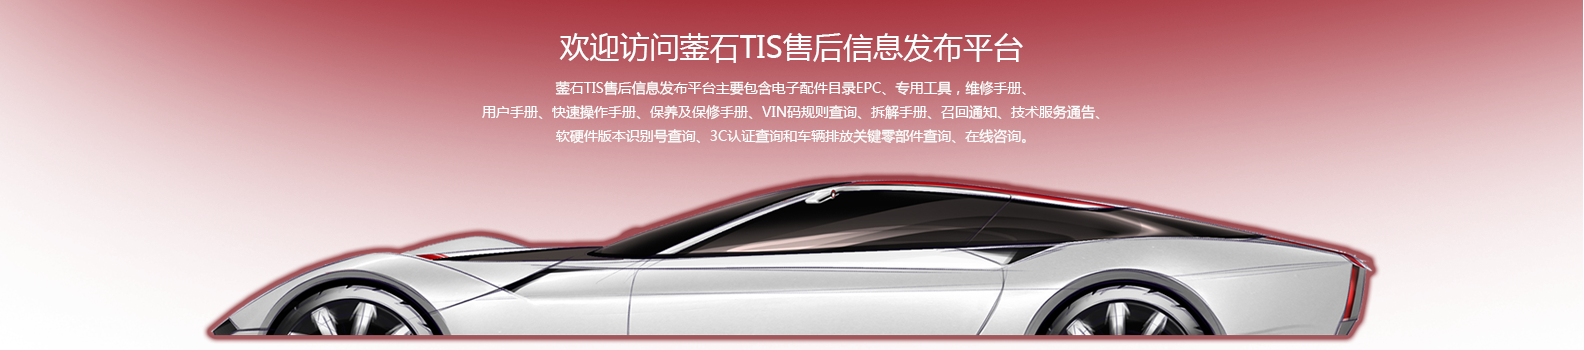 欢迎访问蓥石TIS售后信息发布平台
蓥石TIS售后信息发布平台主要包含电子配件目录EPC、专用工具，维修手册、
用户手册、快速操作手册、保养及保修手册、VIN码规则查询、拆解手册、召回通知、技术服务通告、
软硬件版本识别号查询、3C认证查询和车辆排放关键零部件查询、在线咨询。